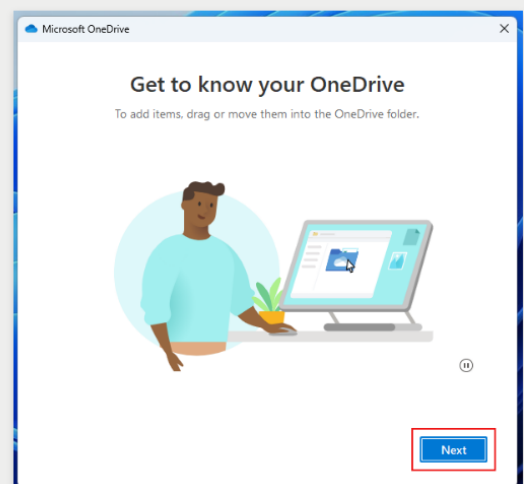 Microsoft OneDrive
Get to know your OneDrive
To add items, drag or move them into the OneDrive folder.
Next